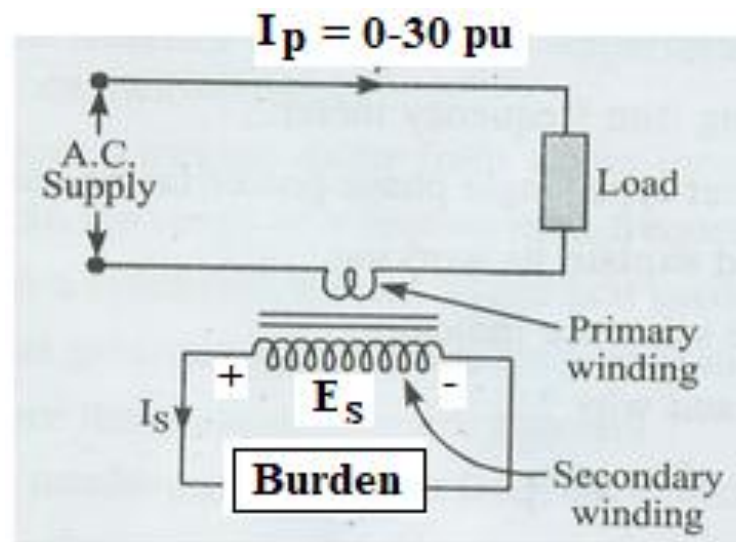 Ip = 0-30 pu
A.C.
Supply
Load
Primary
winding
+ Es -
Is
Burden
Secondary
winding